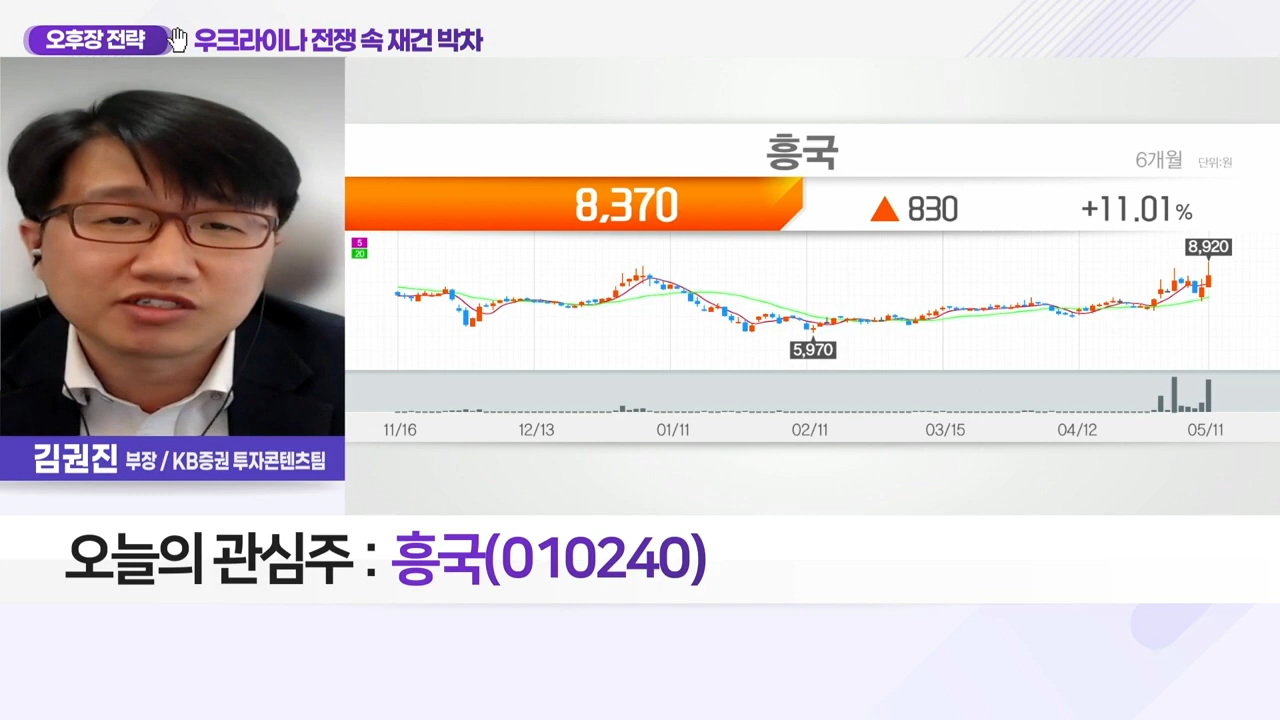 오후장 전략 우크라이나 전쟁 속 재건 박차
흥국
6개월 단위:원
8,370 ▲ 830 +11.01%
5
20
8,920
5,970
11/16 12/13 01/11 02/11 03/15 04/12 05/11
김권진 부장 / KB증권 투자콘텐츠팀
오늘의 관심주 : 흥국(010240)